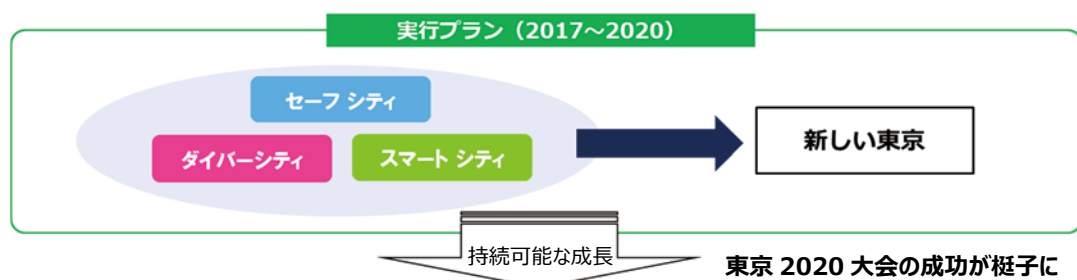 実行プラン（2017～2020）
セーフ シティ
ダイバーシティ
スマート シティ
新しい東京
持続可能な成長
東京 2020 大会の成功が梃子に